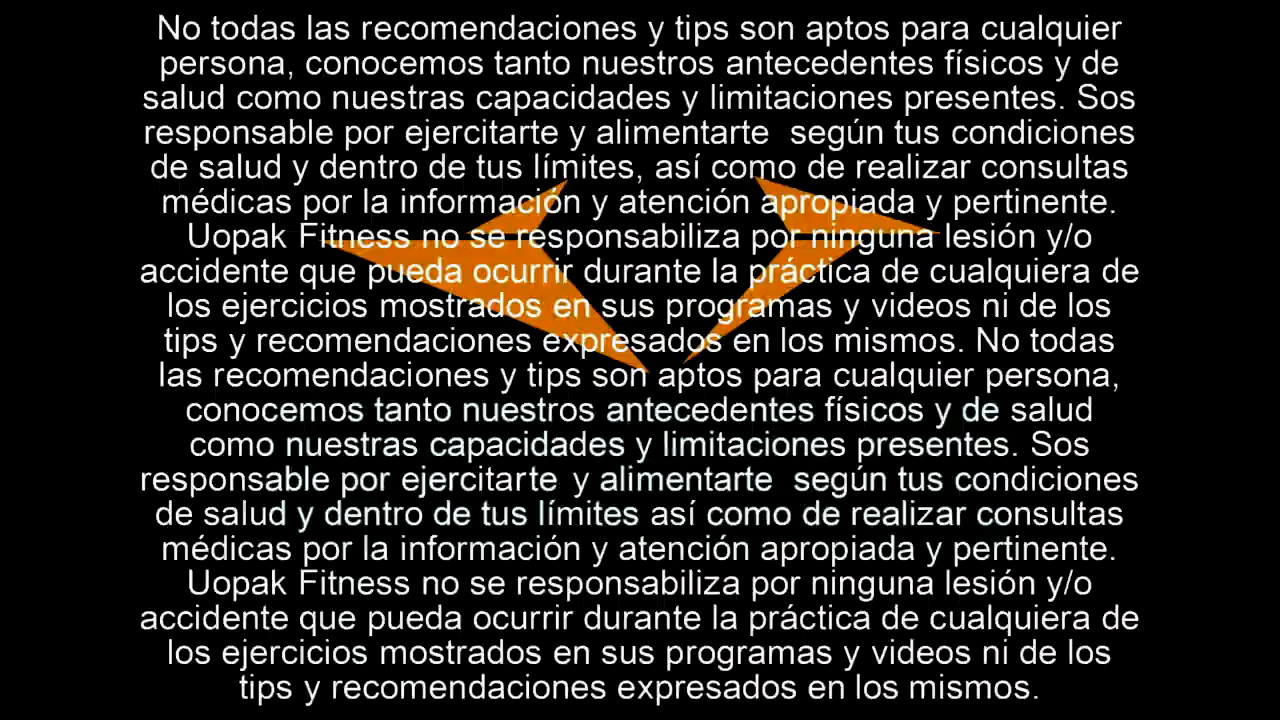 No todas las recomendaciones y tips son aptos para cualquier
persona, conocemos tanto nuestros antecedentes físicos y de
salud como nuestras capacidades y limitaciones presentes. Sos
responsable por ejercitarte y alimentarte  según tus condiciones
de salud y dentro de tus límites, así como de realizar consultas
médicas por la información y atención apropiada y pertinente.
Uopak Fitness no se responsabiliza por ninguna lesión y/o
accidente que pueda ocurrir durante la práctica de cualquiera de
los ejercicios mostrados en sus programas y videos ni de los
tips y recomendaciones expresados en los mismos. No todas
las recomendaciones y tips son aptos para cualquier persona,
conocemos tanto nuestros antecedentes físicos y de salud
como nuestras capacidades y limitaciones presentes. Sos
responsable por ejercitarte y alimentarte  según tus condiciones
de salud y dentro de tus límites así como de realizar consultas
médicas por la información y atención apropiada y pertinente.
Uopak Fitness no se responsabiliza por ninguna lesión y/o
accidente que pueda ocurrir durante la práctica de cualquiera de
los ejercicios mostrados en sus programas y videos ni de los
tips y recomendaciones expresados en los mismos.